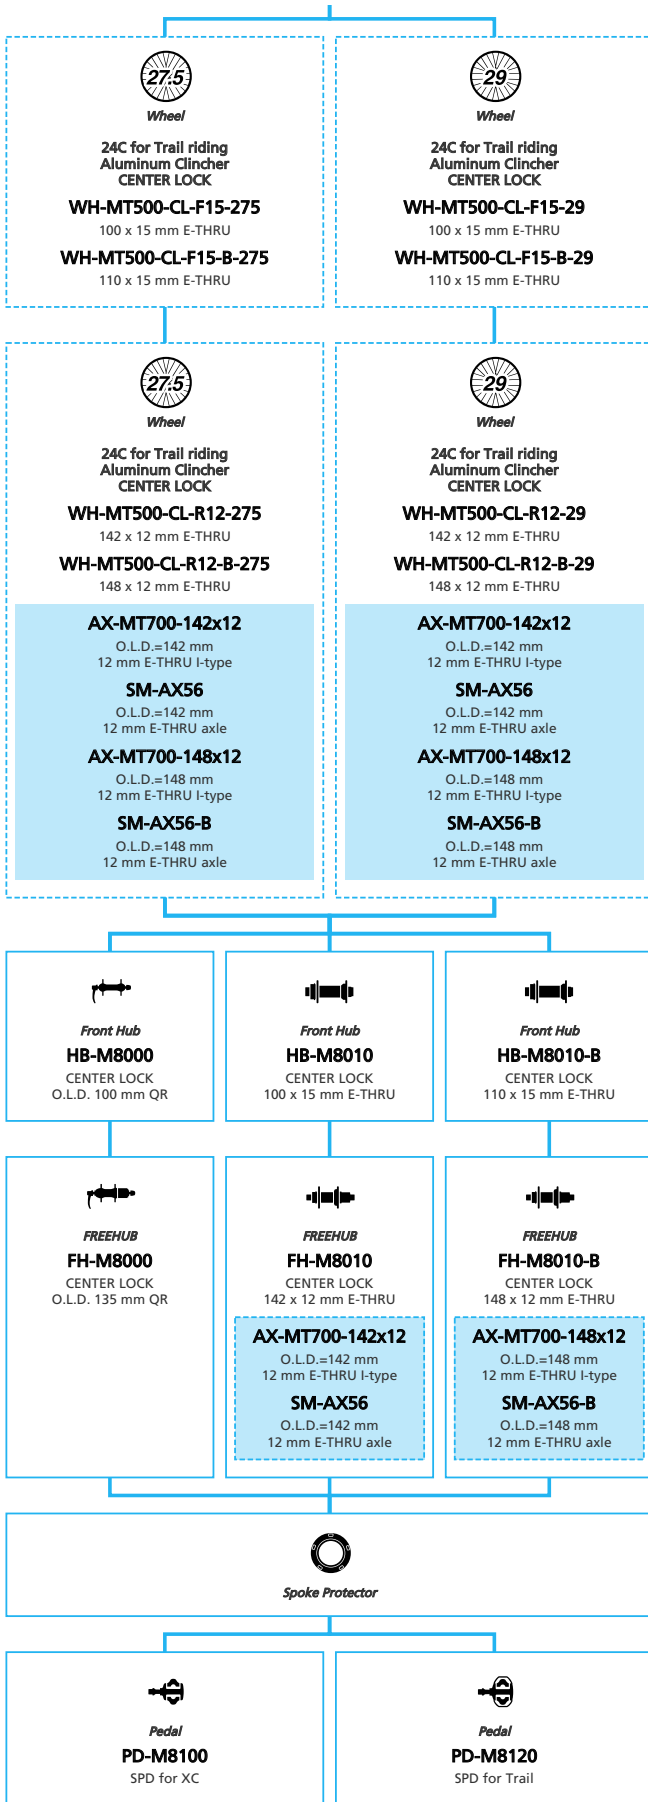 27.5
Wheel
24C for Trail riding
Aluminum Clincher
CENTER LOCK
WH-MT500-CL-F15-275
100 x 15 mm E-THRU
WH-MT500-CL-F15-B-275
110 x 15 mm E-THRU
29
Wheel
24C for Trail riding
Aluminum Clincher
CENTER LOCK
WH-MT500-CL-F15-29
100 x 15 mm E-THRU
WH-MT500-CL-F15-B-29
110 x 15 mm E-THRU
27.5
Wheel
24C for Trail riding
Aluminum Clincher
CENTER LOCK
WH-MT500-CL-R12-275
142 x 12 mm E-THRU
WH-MT500-CL-R12-B-275
148 x 12 mm E-THRU
AX-MT700-142x12
O.L.D.=142 mm
12 mm E-THRU I-type
SM-AX56
O.L.D.=142 mm
12 mm E-THRU axle
AX-MT700-148x12
O.L.D.=148 mm
12 mm E-THRU I-type
SM-AX56-B
O.L.D.=148 mm
12 mm E-THRU axle
29
Wheel
24C for Trail riding
Aluminum Clincher
CENTER LOCK
WH-MT500-CL-R12-29
142 x 12 mm E-THRU
WH-MT500-CL-R12-B-29
148 x 12 mm E-THRU
AX-MT700-142x12
O.L.D.=142 mm
12 mm E-THRU I-type
SM-AX56
O.L.D.=142 mm
12 mm E-THRU axle
AX-MT700-148x12
O.L.D.=148 mm
12 mm E-THRU I-type
SM-AX56-B
O.L.D.=148 mm
12 mm E-THRU axle
Front Hub
HB-M8000
CENTER LOCK
O.L.D. 100 mm QR
Front Hub
HB-M8010
CENTER LOCK
100 x 15 mm E-THRU
Front Hub
HB-M8010-B
CENTER LOCK
110 x 15 mm E-THRU
FREEHUB
FH-M8000
CENTER LOCK
O.L.D. 135 mm QR
FREEHUB
FH-M8010
CENTER LOCK
142 x 12 mm E-THRU
AX-MT700-142x12
O.L.D.=142 mm
12 mm E-THRU I-type
SM-AX56
O.L.D.=142 mm
12 mm E-THRU axle
FREEHUB
FH-M8010-B
CENTER LOCK
148 x 12 mm E-THRU
AX-MT700-148x12
O.L.D.=148 mm
12 mm E-THRU I-type
SM-AX56-B
O.L.D.=148 mm
12 mm E-THRU axle
Spoke Protector
Pedal
PD-M8100
SPD for XC
Pedal
PD-M8120
SPD for Trail